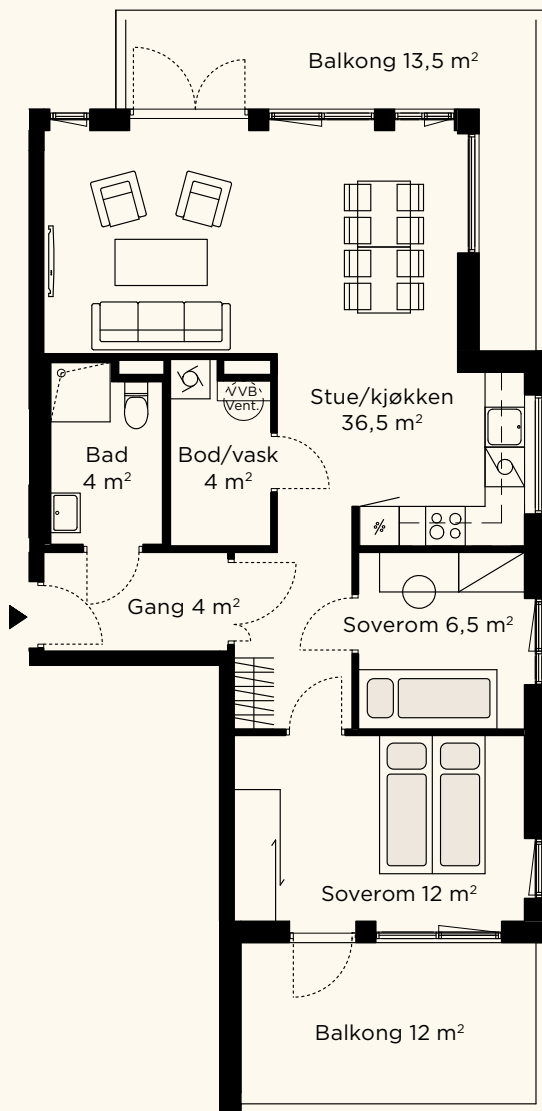 Balkong 13,5 m²
Stue/kjøkken
36,5 m²
VVB
Vent.
Bad
4 m²
Bod/vask
4 m²
%
Gang 4 m²
Soverom 6,5 m²
Soverom 12 m²
Balkong 12 m²